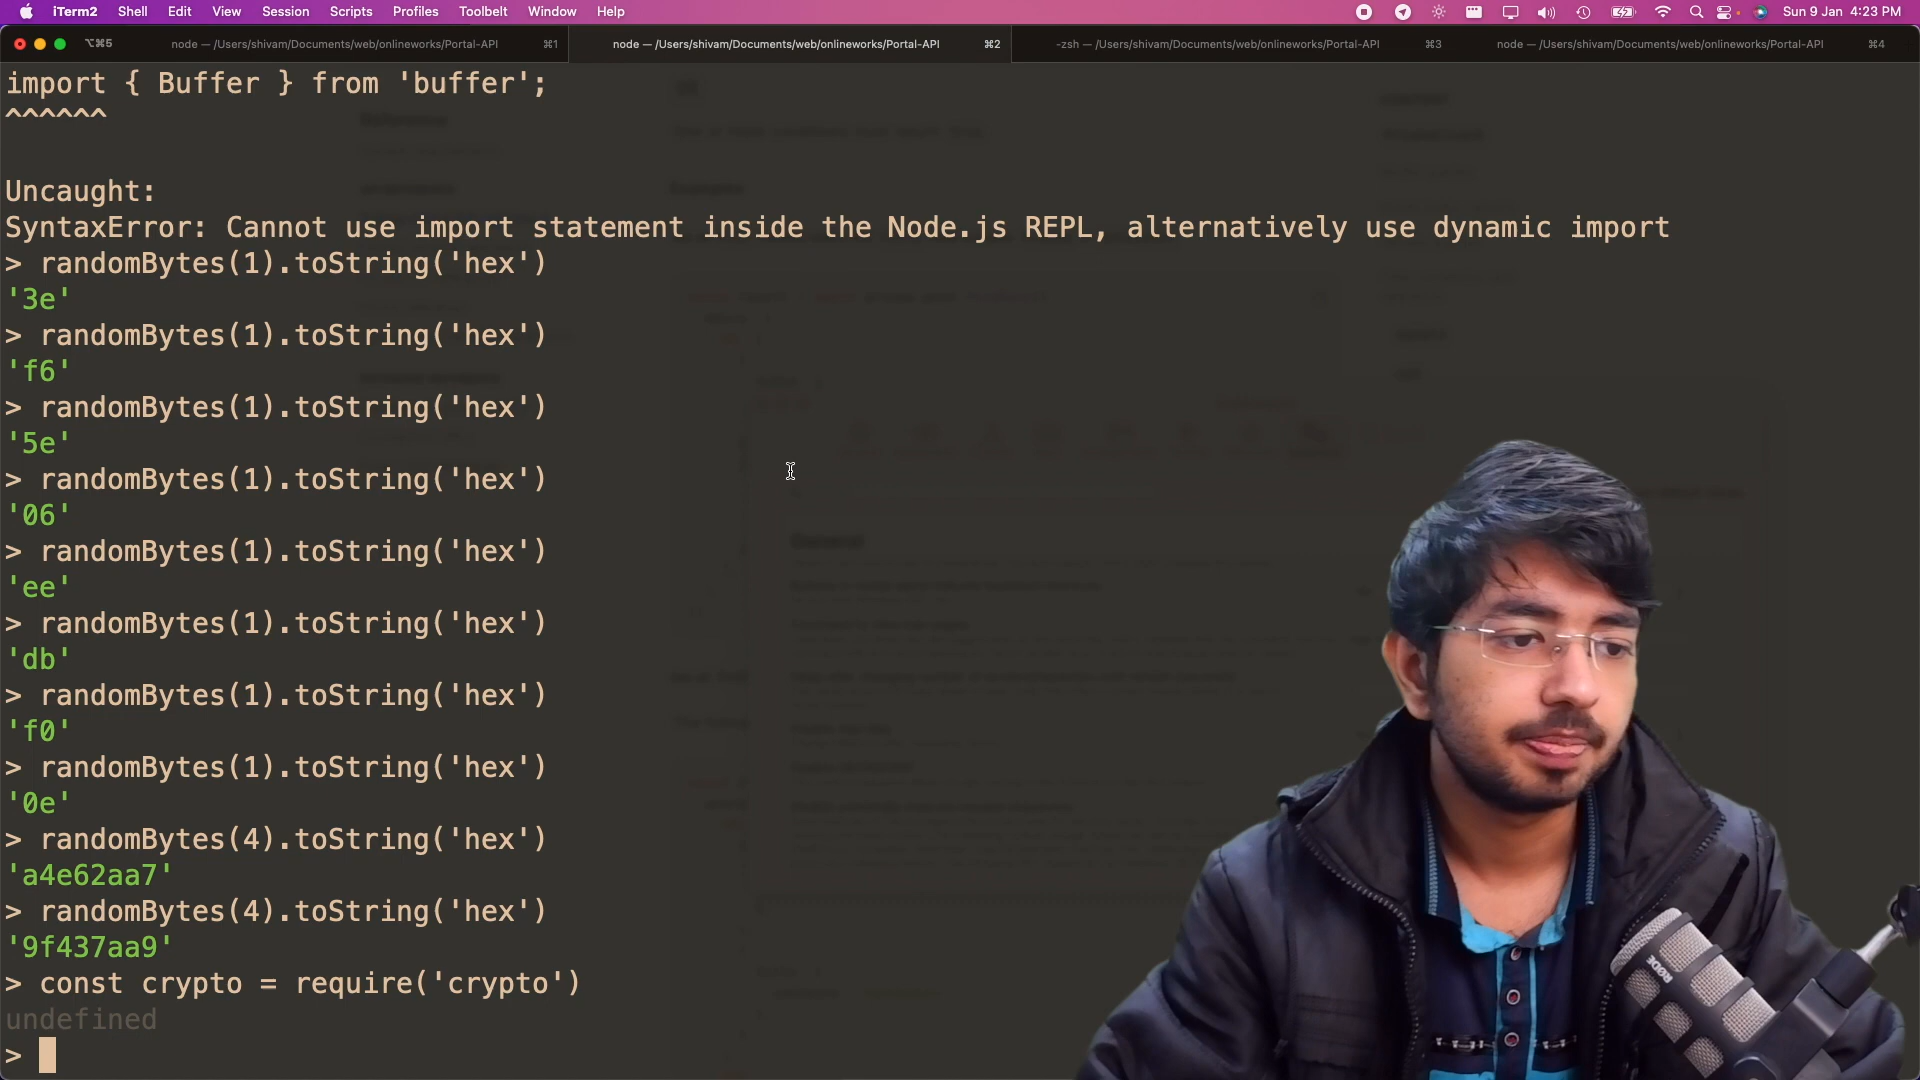 iTerm2 Shell Edit View Session Scripts Profiles Toolbelt Window Help Sun 9 Jan 4:23 PM
⌥⌘5 node — /Users/shivam/Documents/web/onlineworks/Portal-API ⌘1 node — /Users/shivam/Documents/web/onlineworks/Portal-API ⌘2 -zsh — /Users/shivam/Documents/web/onlineworks/Portal-API ⌘3 node — /Users/shivam/Documents/web/onlineworks/Portal-API ⌘4
import { Buffer } from 'buffer';
^^^^^^
Uncaught:
SyntaxError: Cannot use import statement inside the Node.js REPL, alternatively use dynamic import
> randomBytes(1).toString('hex')
'3e'
> randomBytes(1).toString('hex')
'f6'
> randomBytes(1).toString('hex')
'5e'
> randomBytes(1).toString('hex')
'06'
> randomBytes(1).toString('hex')
'ee'
> randomBytes(1).toString('hex')
'db'
> randomBytes(1).toString('hex')
'f0'
> randomBytes(1).toString('hex')
'0e'
> randomBytes(4).toString('hex')
'a4e62aa7'
> randomBytes(4).toString('hex')
'9f437aa9'
> const crypto = require('crypto')
undefined
>
RØDE